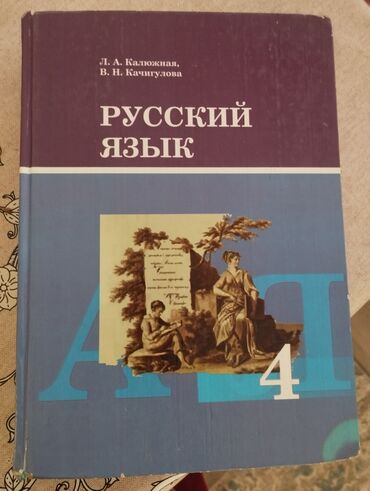 Л. А. Калюжная,
В. Н. Качигулова
РУССКИЙ
ЯЗЫК
А
4